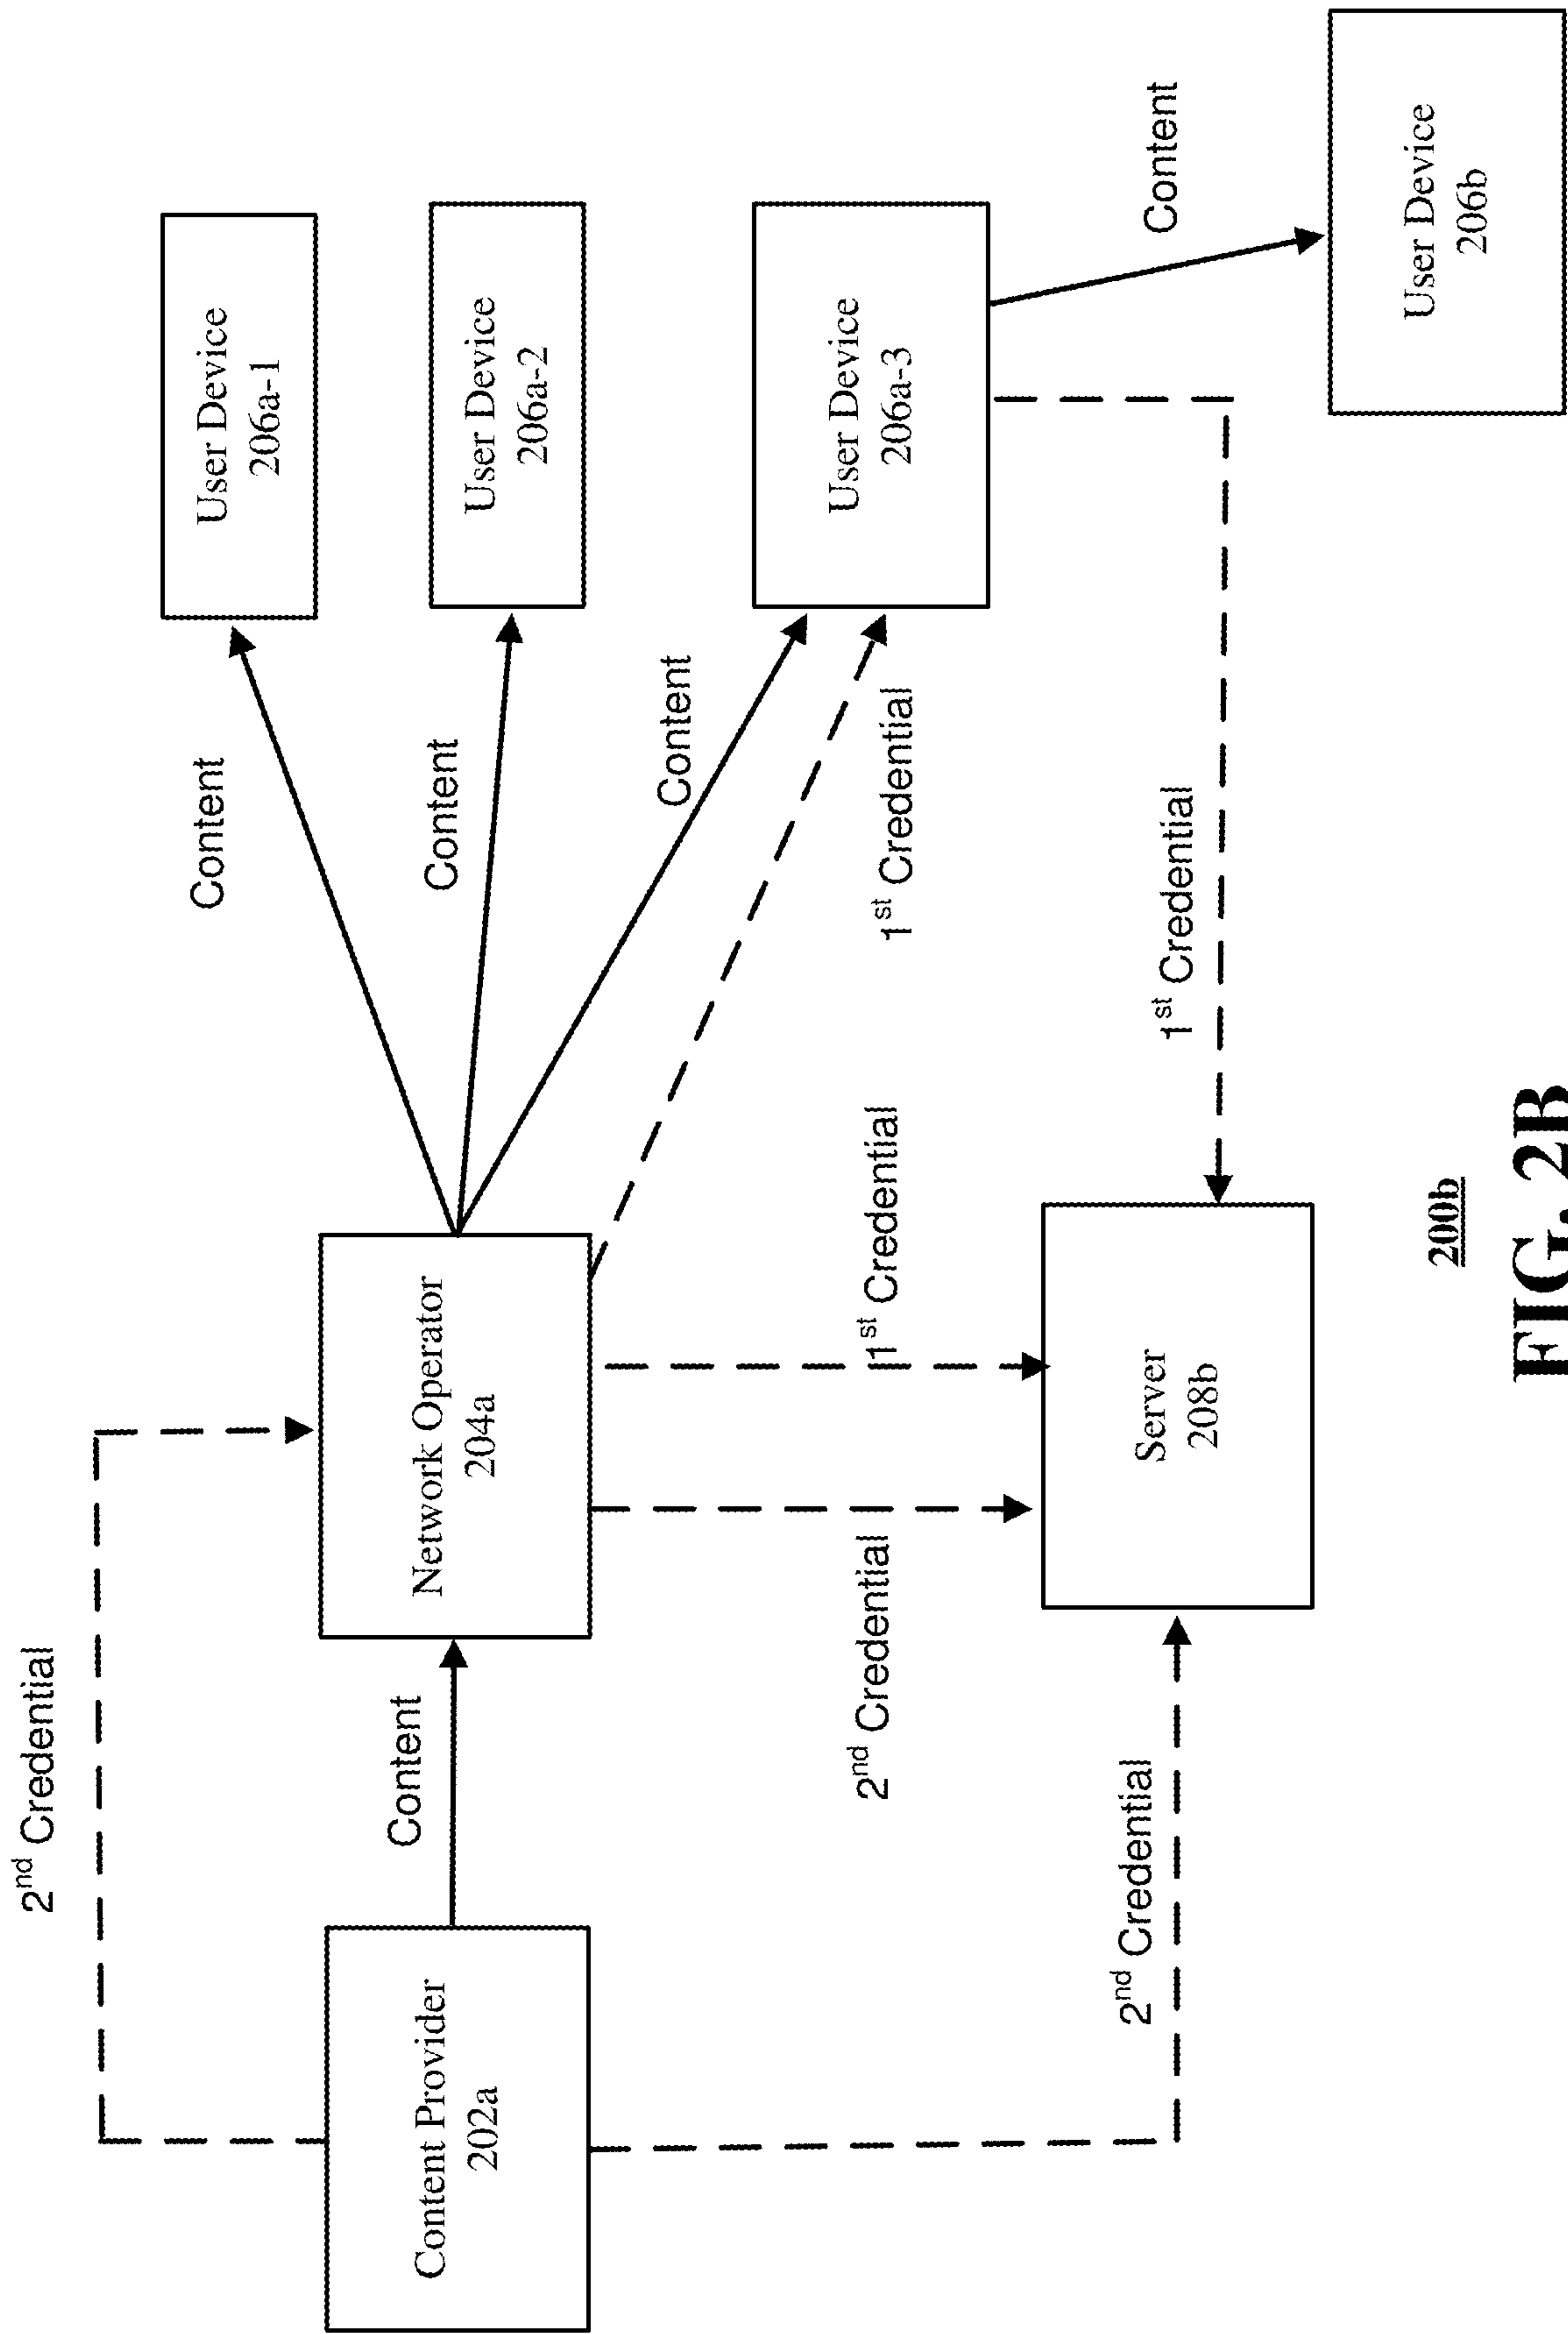 2nd Credential
Content Provider
202a
Content
Network Operator
204a
Content
User Device
206a-1
Content
User Device
206a-2
Content
User Device
206a-3
1st Credential
Content
User Device
206b
2nd Credential
1st Credential
1st Credential
2nd Credential
Server
208b
200b
FIG. 2B